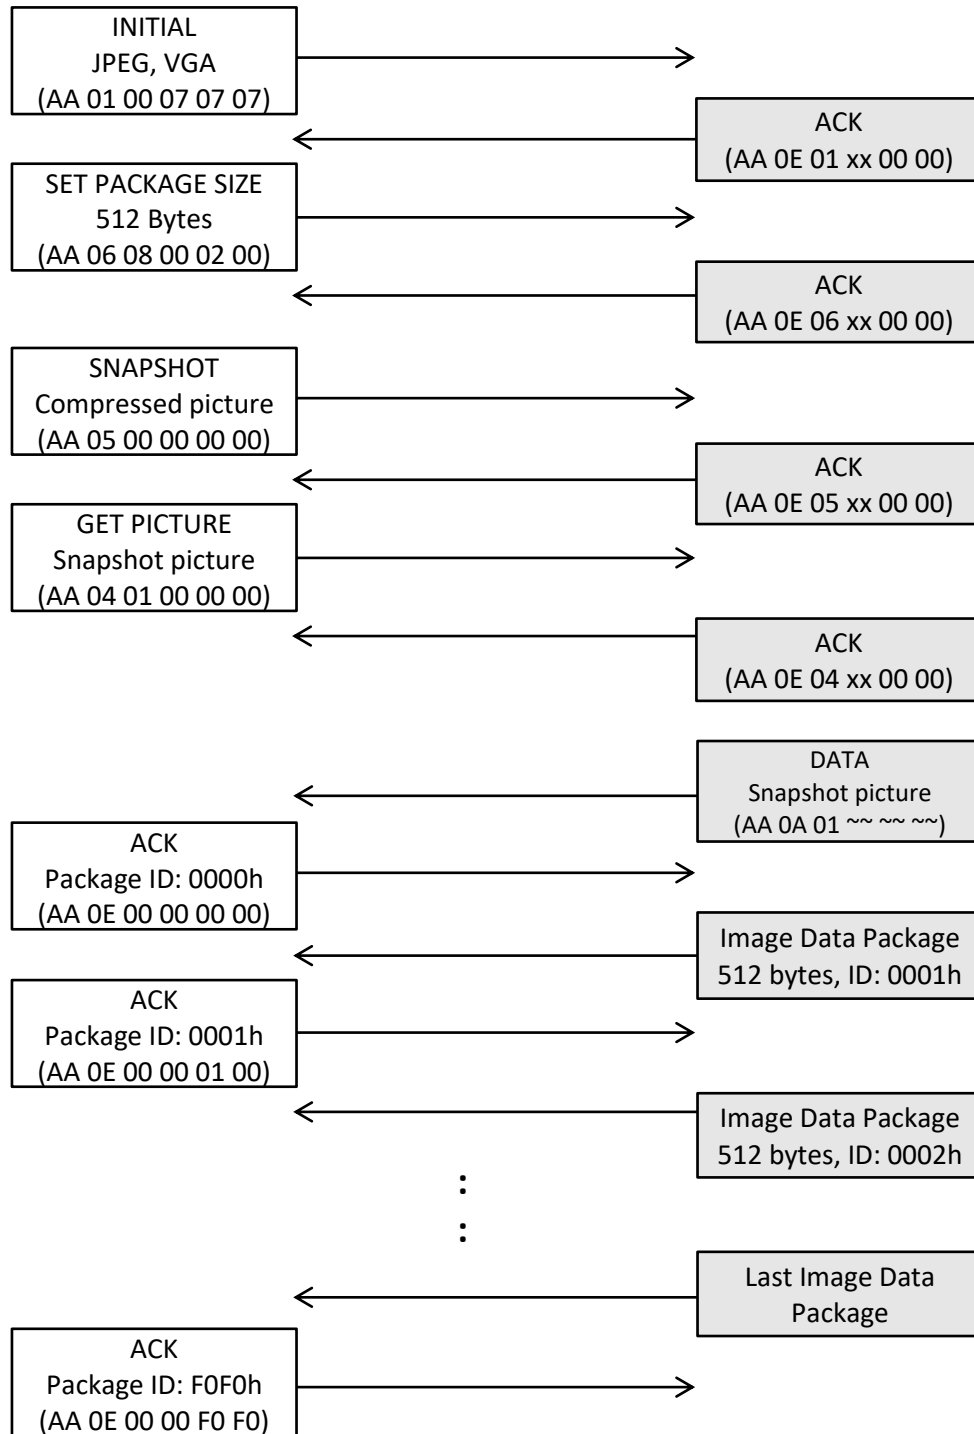 INITIAL
JPEG, VGA
(AA 01 00 07 07 07)
ACK
(AA 0E 01 xx 00 00)
SET PACKAGE SIZE
512 Bytes
(AA 06 08 00 02 00)
ACK
(AA 0E 06 xx 00 00)
SNAPSHOT
Compressed picture
(AA 05 00 00 00 00)
ACK
(AA 0E 05 xx 00 00)
GET PICTURE
Snapshot picture
(AA 04 01 00 00 00)
ACK
(AA 0E 04 xx 00 00)
DATA
Snapshot picture
(AA 0A 01 ~~ ~~ ~~)
ACK
Package ID: 0000h
(AA 0E 00 00 00 00)
Image Data Package
512 bytes, ID: 0001h
ACK
Package ID: 0001h
(AA 0E 00 00 01 00)
Image Data Package
512 bytes, ID: 0002h
:
:
Last Image Data
Package
ACK
Package ID: F0F0h
(AA 0E 00 00 F0 F0)